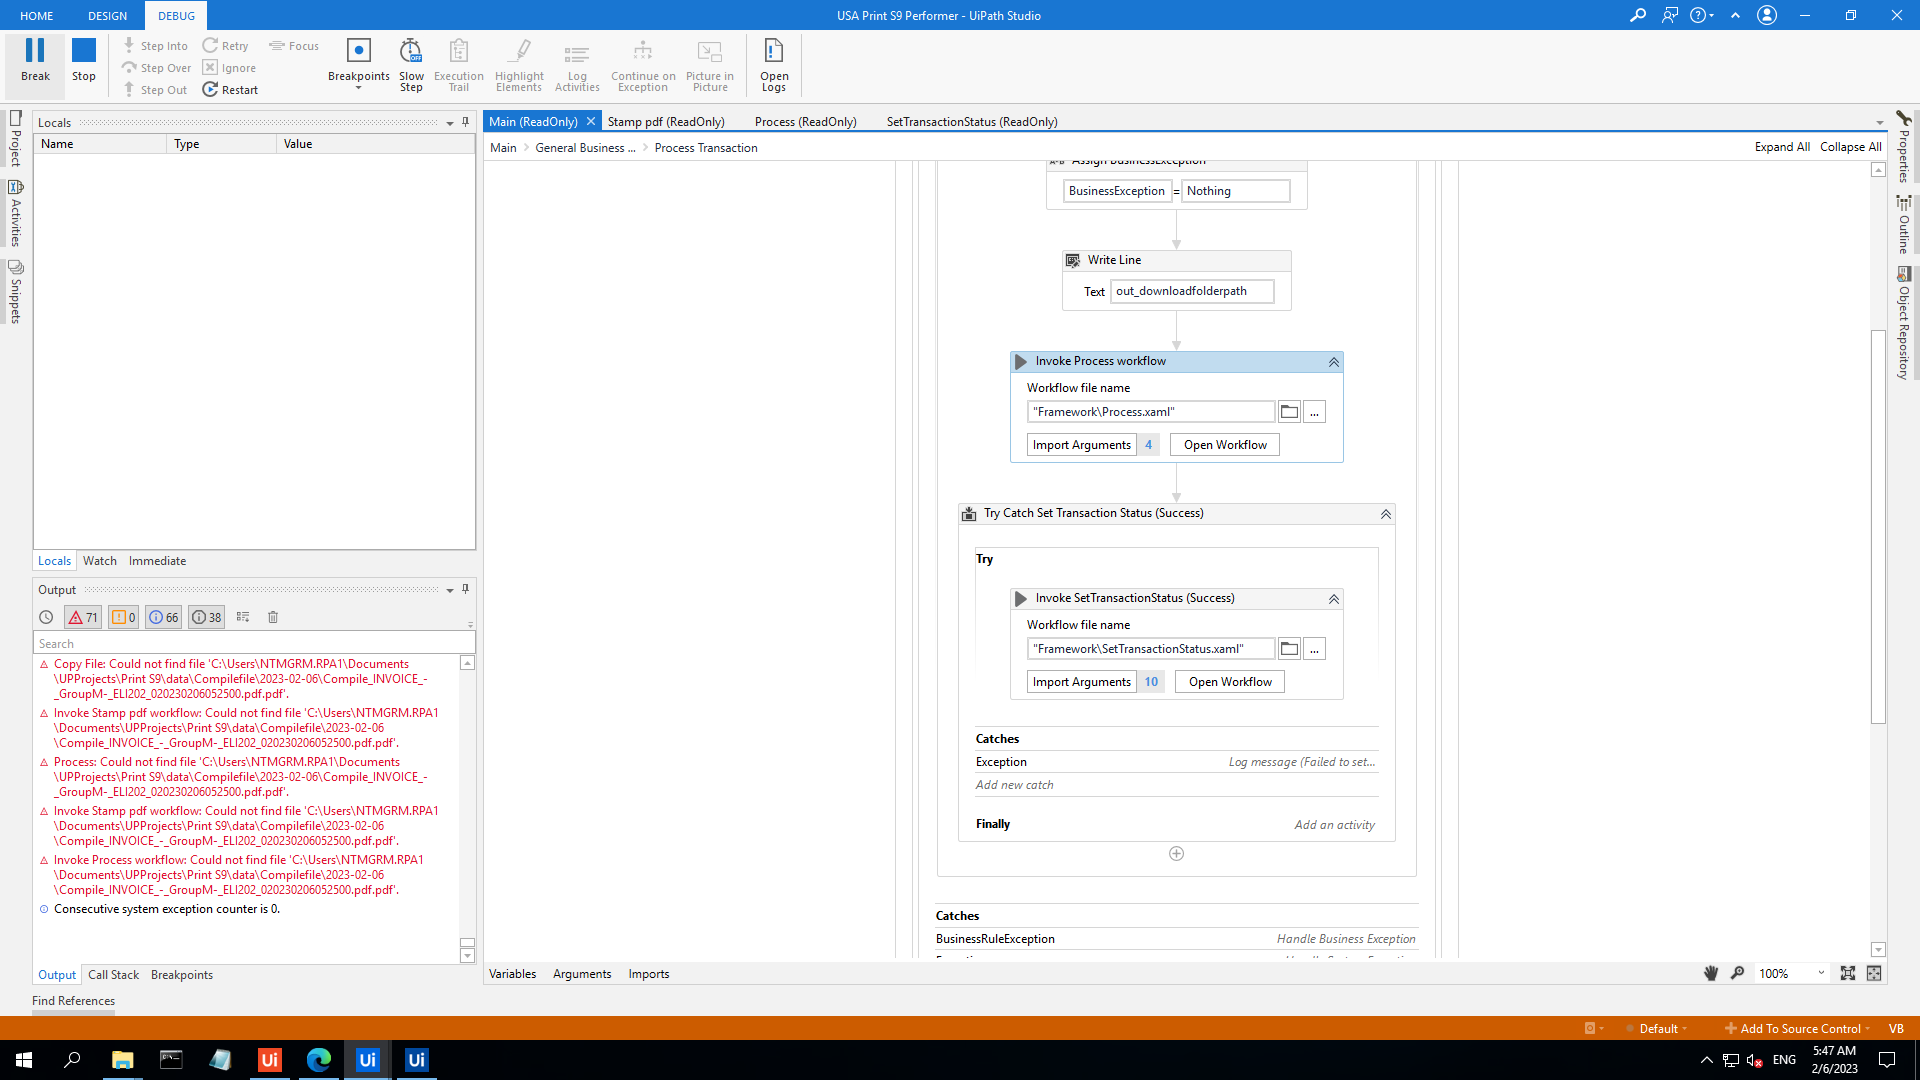 HOME
DESIGN
DEBUG
USA Print S9 Performer - UiPath Studio
Break
Stop
Step Into
Step Over
Step Out
Retry
Ignore
Restart
Focus
Breakpoints
Slow
Step
Execution
Trail
Highlight
Elements
Log
Activities
Continue on
Exception
Picture in
Picture
Open
Logs
Project
Activities
Snippets
Locals
Name
Type
Value
Locals
Watch
Immediate
Output
71
0
66
38
Search
Copy File: Could not find file 'C:\Users\NTMGRM.RPA1\Documents
\UPProjects\Print S9\data\Compilefile\2023-02-06\Compile_INVOICE_-
_GroupM-_ELI202_020230206052500.pdf.pdf'.
Invoke Stamp pdf workflow: Could not find file 'C:\Users\NTMGRM.RPA1
\Documents\UPProjects\Print S9\data\Compilefile\2023-02-06
\Compile_INVOICE_-_GroupM-_ELI202_020230206052500.pdf.pdf'.
Process: Could not find file 'C:\Users\NTMGRM.RPA1\Documents
\UPProjects\Print S9\data\Compilefile\2023-02-06\Compile_INVOICE_-
_GroupM-_ELI202_020230206052500.pdf.pdf'.
Invoke Stamp pdf workflow: Could not find file 'C:\Users\NTMGRM.RPA1
\Documents\UPProjects\Print S9\data\Compilefile\2023-02-06
\Compile_INVOICE_-_GroupM-_ELI202_020230206052500.pdf.pdf'.
Invoke Process workflow: Could not find file 'C:\Users\NTMGRM.RPA1
\Documents\UPProjects\Print S9\data\Compilefile\2023-02-06
\Compile_INVOICE_-_GroupM-_ELI202_020230206052500.pdf.pdf'.
Consecutive system exception counter is 0.
Output
Call Stack
Breakpoints
Find References
Main (ReadOnly)
Stamp pdf (ReadOnly)
Process (ReadOnly)
SetTransactionStatus (ReadOnly)
Main > General Business ... > Process Transaction
Expand All
Collapse All
Assign BusinessException
BusinessException = Nothing
Write Line
Text out_downloadfolderpath
Invoke Process workflow
Workflow file name
"Framework\Process.xaml"
...
Import Arguments 4
Open Workflow
Try Catch Set Transaction Status (Success)
Try
Invoke SetTransactionStatus (Success)
Workflow file name
"Framework\SetTransactionStatus.xaml"
...
Import Arguments 10
Open Workflow
Catches
Exception
Log message (Failed to set...
Add new catch
Finally
Add an activity
Catches
BusinessRuleException
Handle Business Exception
Variables
Arguments
Imports
100%
Properties
Outline
Object Repository
Default
Add To Source Control
VB
Ui
Ui
Ui
ENG
5:47 AM
2/6/2023